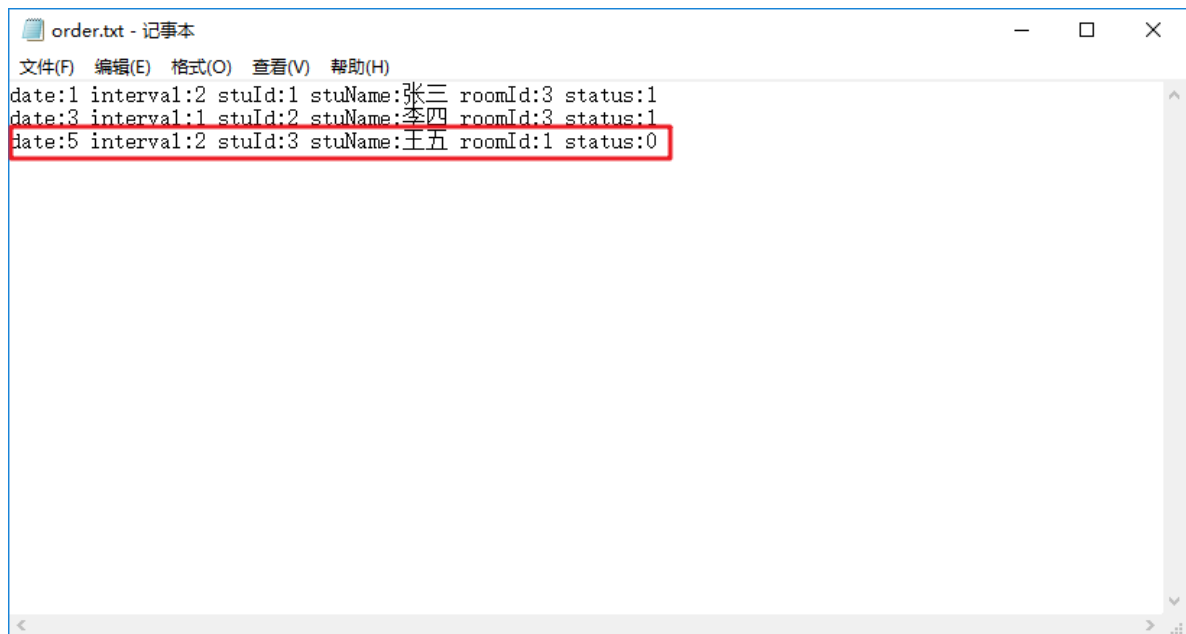 order.txt - 记事本
文件(F) 编辑(E) 格式(O) 查看(V) 帮助(H)
date:1 interval:2 stuId:1 stuName:张三 roomId:3 status:1
date:3 interval:1 stuId:2 stuName:李四 roomId:3 status:1
date:5 interval:2 stuId:3 stuName:王五 roomId:1 status:0